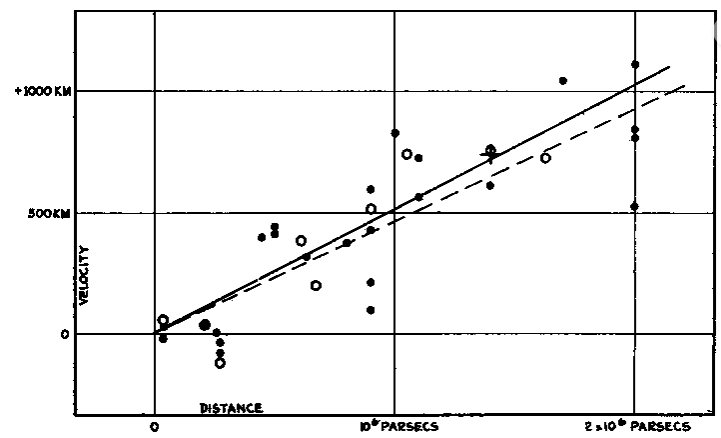 +1000 KM
500 KM
VELOCITY
0
DISTANCE
0
10⁶ PARSECS
2 x 10⁶ PARSECS